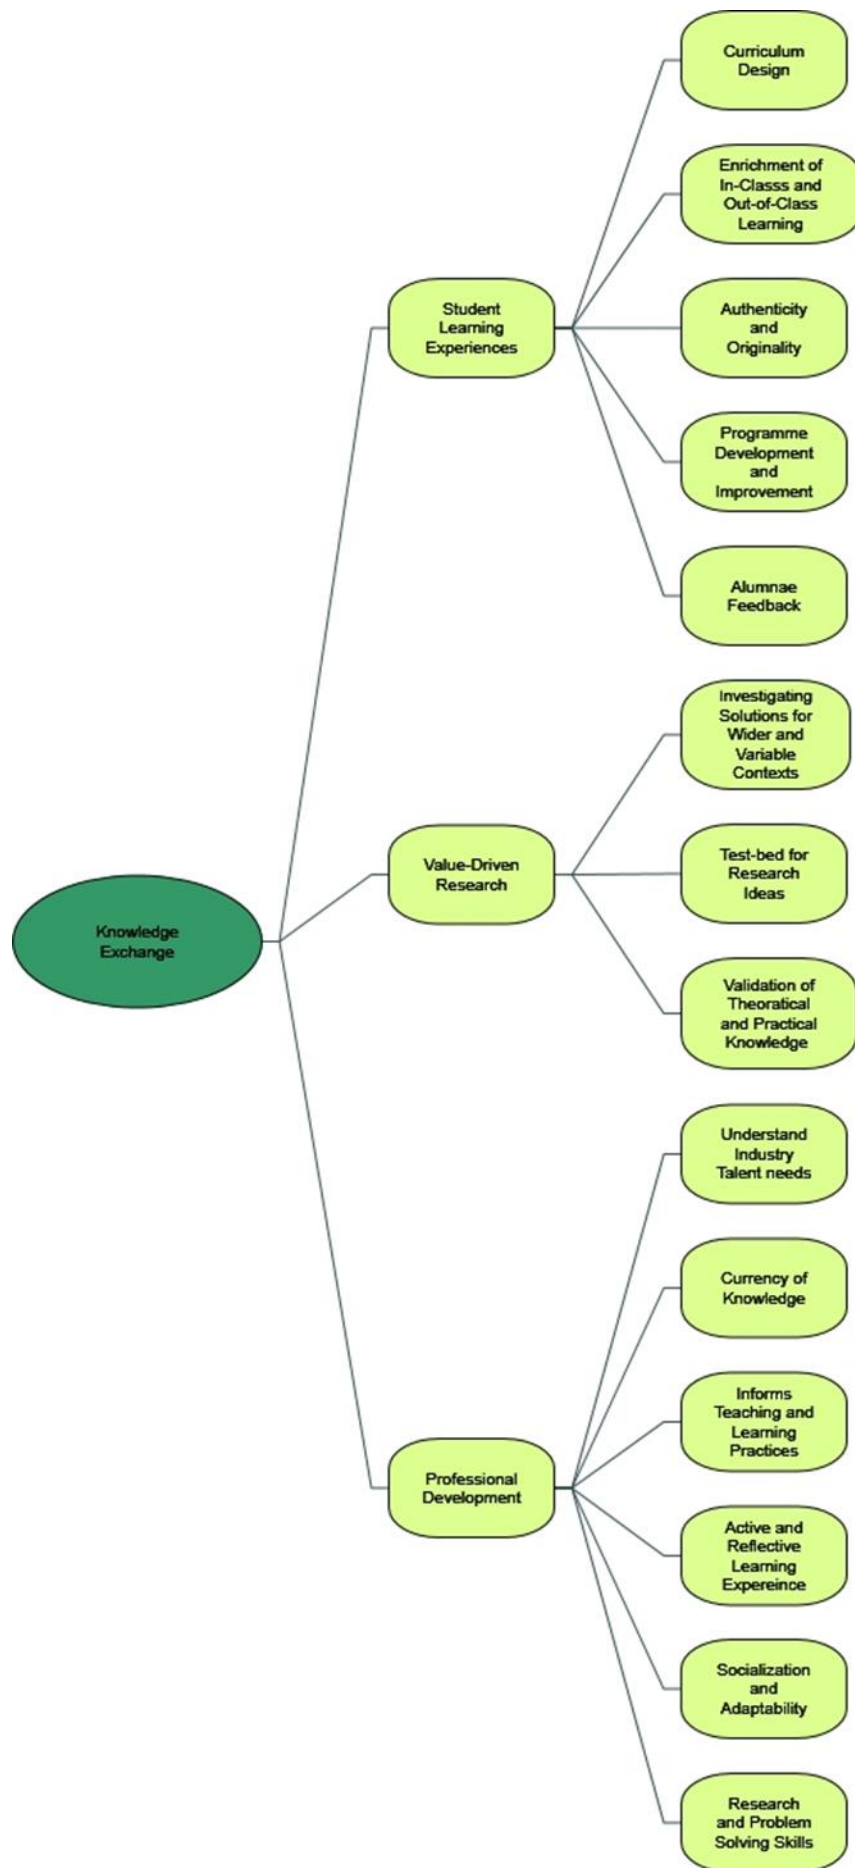 Curriculum
Design
Enrichment of
In-Classs and
Out-of-Class
Learning
Student
Learning
Experiences
Authenticity
and
Originality
Programme
Development
and
Improvement
Alumnae
Feedback
Investigating
Solutions for
Wider and
Variable
Contexts
Value-Driven
Research
Test-bed for
Research
Ideas
Knowledge
Exchange
Validation of
Theoratical
and Practical
Knowledge
Understand
Industry
Talent needs
Currency of
Knowledge
Informs
Teaching and
Learning
Practices
Professional
Development
Active and
Reflective
Learning
Expereince
Socialization
and
Adaptability
Research
and Problem
Solving Skills